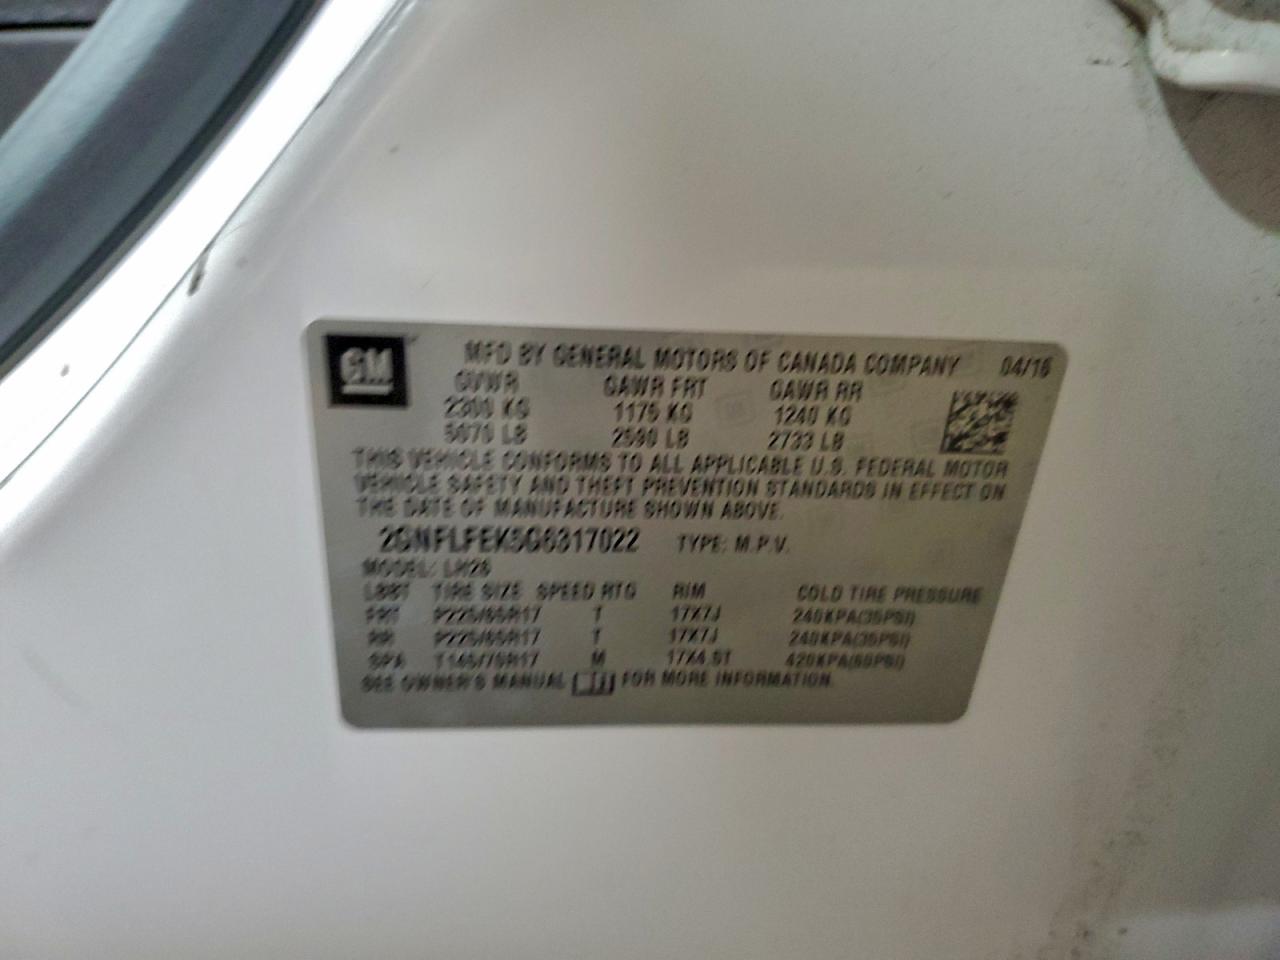 GM
MFD BY GENERAL MOTORS OF CANADA COMPANY 04/16
GVWR GAWR FRT GAWR RR
2300 KG 1175 KG 1240 KG
5070 LB 2590 LB 2733 LB
THIS VEHICLE CONFORMS TO ALL APPLICABLE U.S. FEDERAL MOTOR
VEHICLE SAFETY AND THEFT PREVENTION STANDARDS IN EFFECT ON
THE DATE OF MANUFACTURE SHOWN ABOVE.
2GNFLFEK5G6317022 TYPE: M.P.V.
MODEL: LH26
TIRE SIZE SPEED RTG RIM COLD TIRE PRESSURE
FRT P225/65R17 T 17X7J 240KPA(35PSI)
RR P225/65R17 T 17X7J 240KPA(35PSI)
SPA T145/70R17 M 17X4.5T 420KPA(60PSI)
SEE OWNER'S MANUAL FOR MORE INFORMATION.